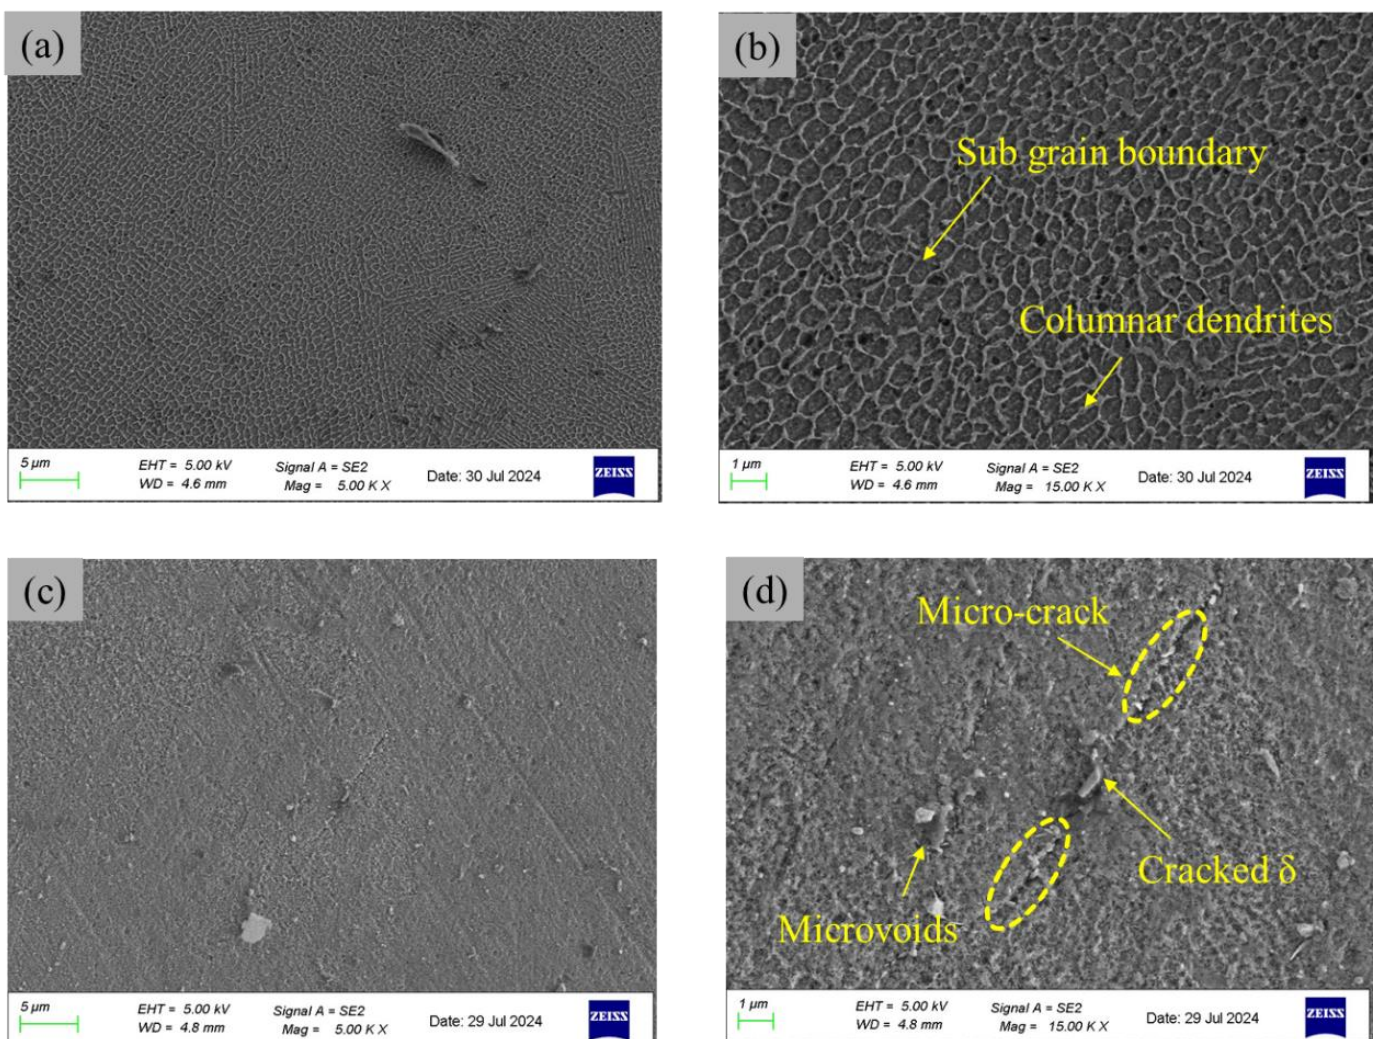 (a)
5 µm
EHT = 5.00 kV
WD = 4.6 mm
Signal A = SE2
Mag = 5.00 K X
Date: 30 Jul 2024
ZEISS
(b)
Sub grain boundary
Columnar dendrites
1 µm
EHT = 5.00 kV
WD = 4.6 mm
Signal A = SE2
Mag = 15.00 K X
Date: 30 Jul 2024
ZEISS
(c)
5 µm
EHT = 5.00 kV
WD = 4.8 mm
Signal A = SE2
Mag = 5.00 K X
Date: 29 Jul 2024
ZEISS
(d)
Micro-crack
Cracked δ
Microvoids
1 µm
EHT = 5.00 kV
WD = 4.8 mm
Signal A = SE2
Mag = 15.00 K X
Date: 29 Jul 2024
ZEISS